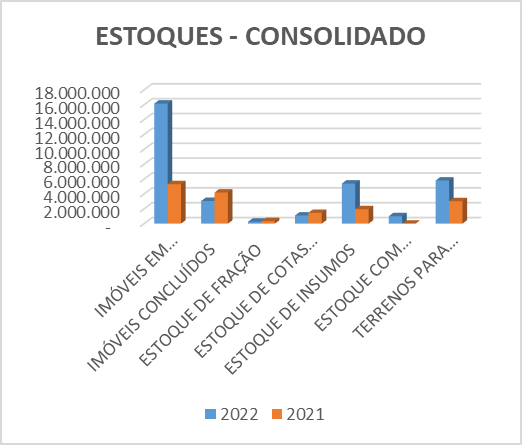 ESTOQUES - CONSOLIDADO
18.000.000
16.000.000
14.000.000
12.000.000
10.000.000
8.000.000
6.000.000
4.000.000
2.000.000
-
IMÓVEIS EM...
IMÓVEIS CONCLUÍDOS
ESTOQUE DE FRAÇÃO
ESTOQUE DE COTAS...
ESTOQUE DE INSUMOS
ESTOQUE COM...
TERRENOS PARA...
2022 2021